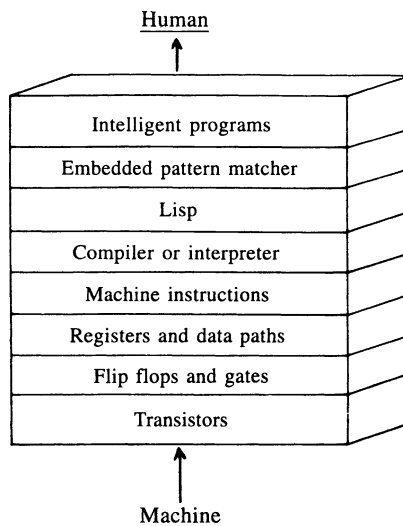 Human
Intelligent programs
Embedded pattern matcher
Lisp
Compiler or interpreter
Machine instructions
Registers and data paths
Flip flops and gates
Transistors
Machine